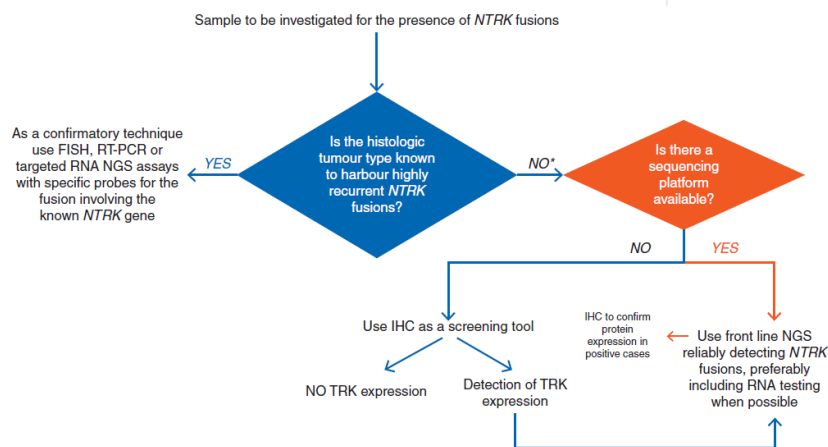 Sample to be investigated for the presence of NTRK fusions
As a confirmatory technique
use FISH, RT-PCR or
targeted RNA NGS assays
with specific probes for the
fusion involving the
known NTRK gene
YES
Is the histologic
tumour type known
to harbour highly
recurrent NTRK
fusions?
NO*
Is there a
sequencing
platform
available?
NO
YES
Use IHC as a screening tool
NO TRK expression
Detection of TRK
expression
IHC to confirm
protein
expression in
positive cases
Use front line NGS
reliably detecting NTRK
fusions, preferably
including RNA testing
when possible